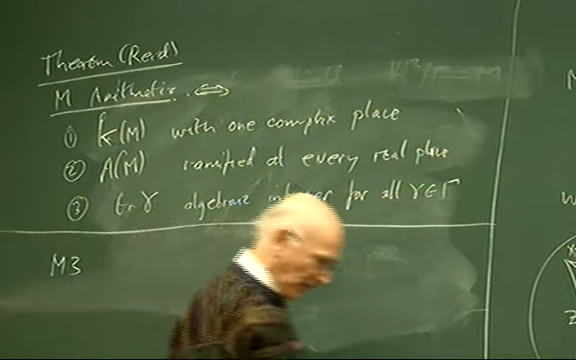 Theorem (Reid)
M Arithmetic. ⟺
① k(M) with one complex place
② A(M) ramified at every real place
③ tr γ algebraic integer for all γ ∈ Γ
M3